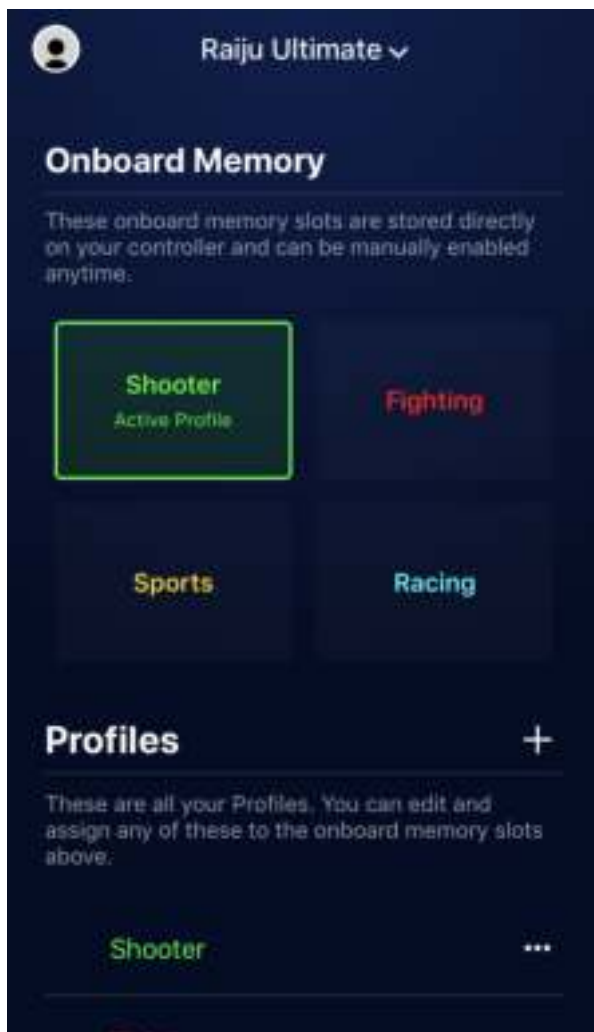 Raiju Ultimate
Onboard Memory
These onboard memory slots are stored directly
on your controller and can be manually enabled
anytime.
Shooter
Active Profile
Fighting
Sports
Racing
Profiles
These are all your Profiles. You can edit and
assign any of these to the onboard memory slots
above.
Shooter